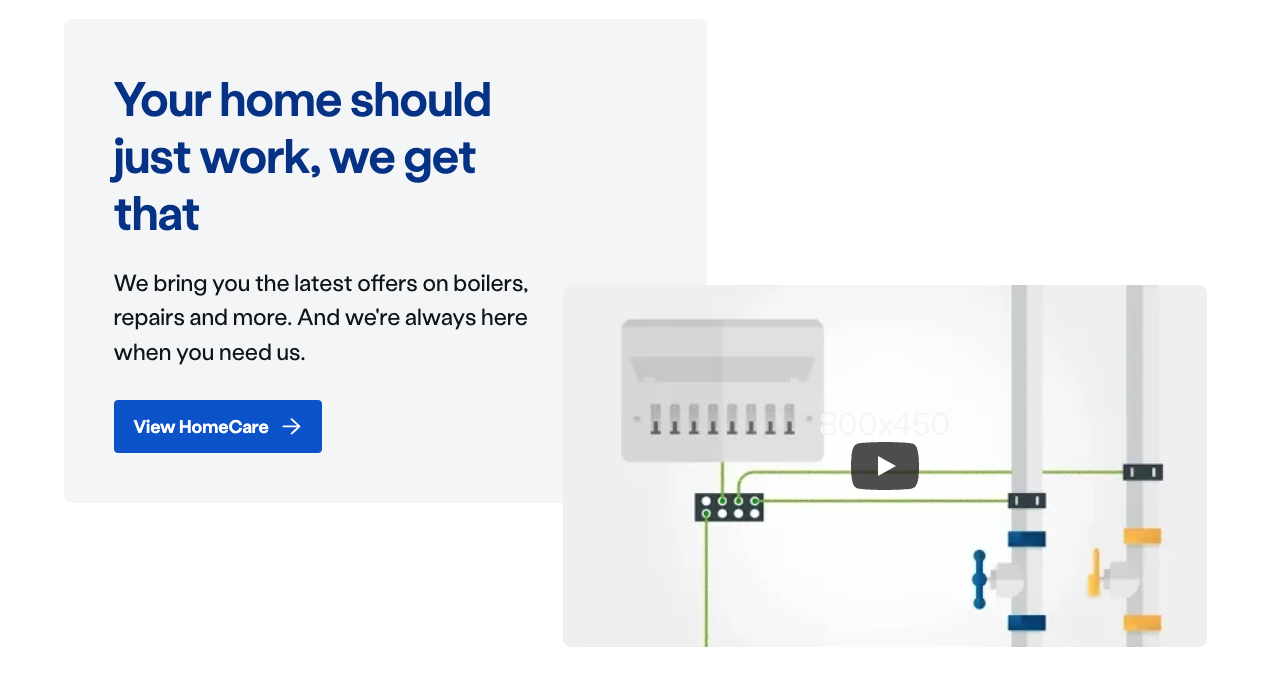 Your home should
just work, we get
that
We bring you the latest offers on boilers,
repairs and more. And we're always here
when you need us.
View HomeCare
800x450